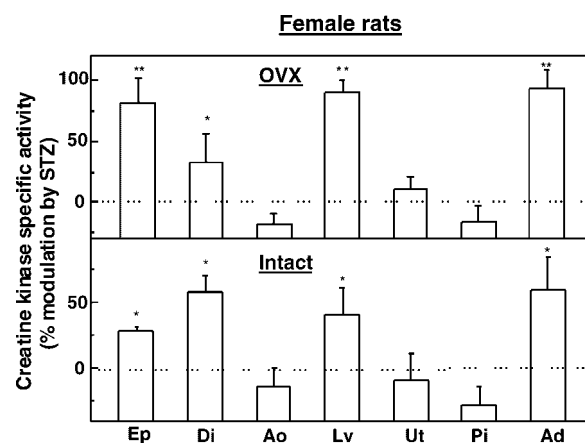 Female rats
OVX
Creatine kinase specific activity
(% modulation by STZ)
100
50
0
**
*
**
**
Intact
50
0
*
*
*
*
Ep Di Ao Lv Ut Pi Ad